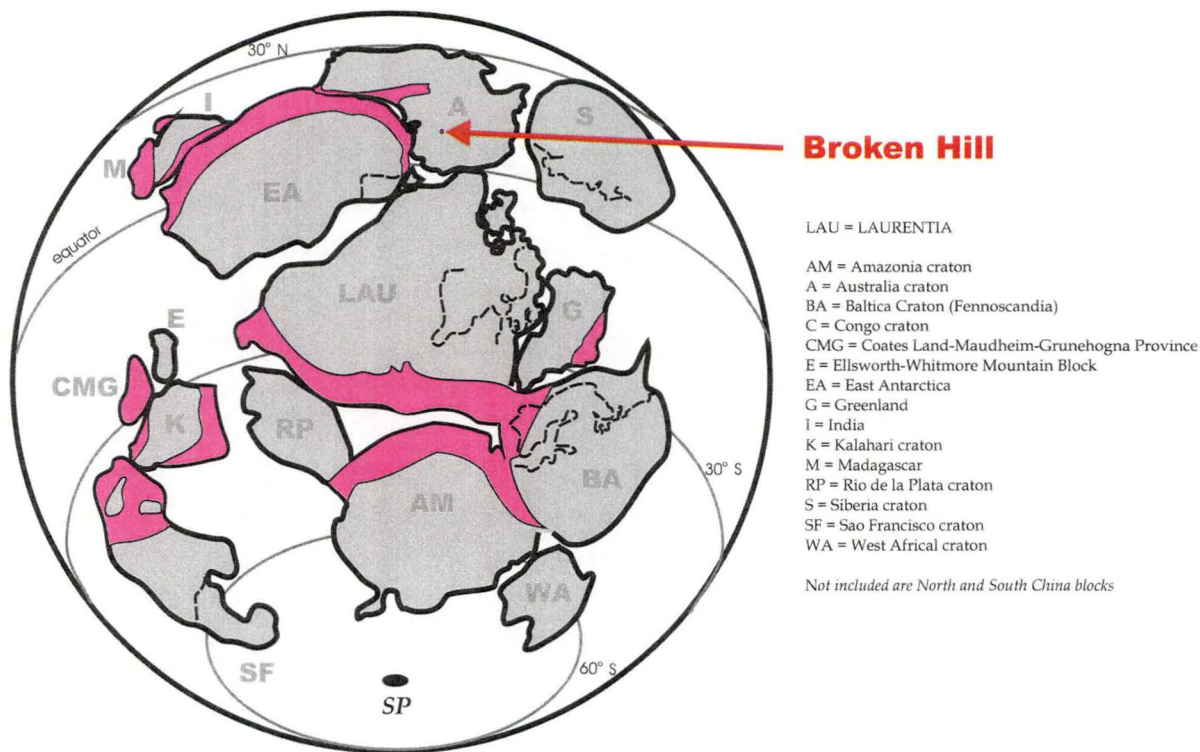 30° N
I
A
S
Broken Hill
M
EA
equator
LAU = LAURENTIA
AM = Amazonia craton
A = Australia craton
BA = Baltica Craton (Fennoscandia)
C = Congo craton
CMG = Coates Land-Maudheim-Grunehogna Province
E = Ellsworth-Whitmore Mountain Block
EA = East Antarctica
G = Greenland
I = India
K = Kalahari craton
M = Madagascar
RP = Rio de la Plata craton
S = Siberia craton
SF = Sao Francisco craton
WA = West Africal craton
Not included are North and South China blocks
LAU
G
E
CMG
K
RP
30° S
BA
AM
WA
SF
60° S
SP